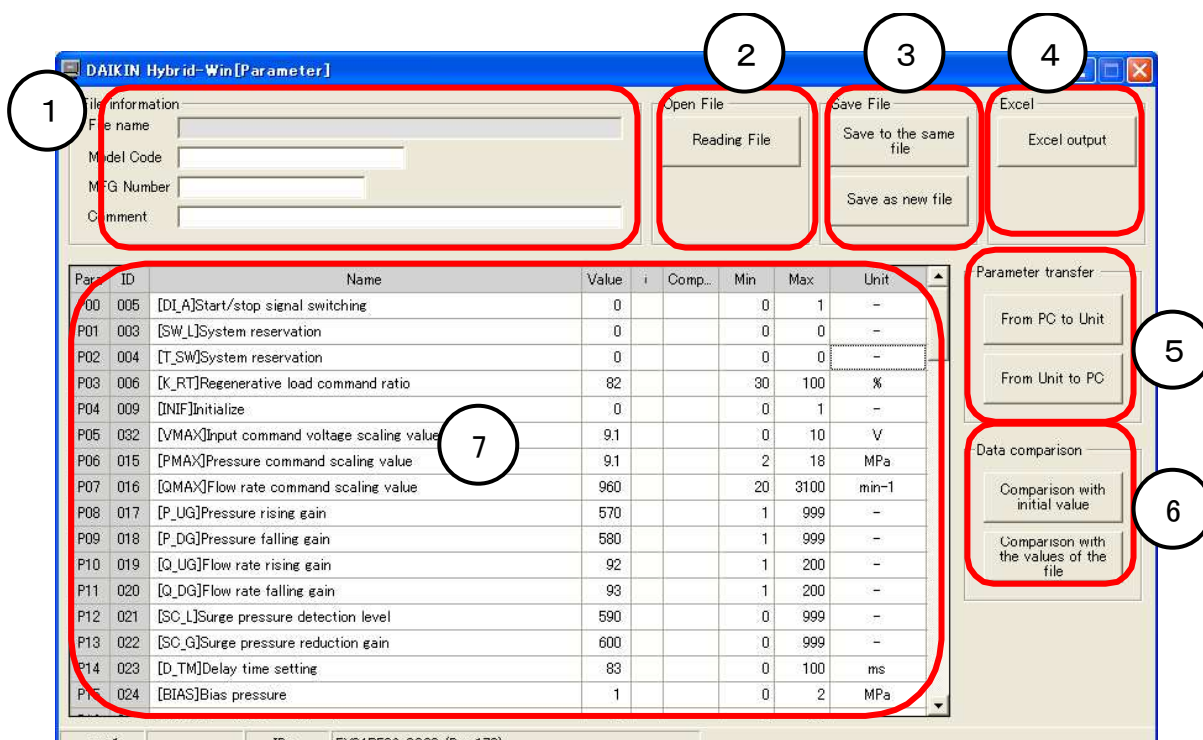 2
3
4
DAIKIN Hybrid-Win[Parameter]
1
File information
Open File
Save File
Excel
File name
Reading File
Save to the same
file
Excel output
Model Code
MFG Number
Save as new file
Comment
Para ID Name Value i Comp... Min Max Unit
P00 005 [DI_A]Start/stop signal switching 0 0 1 -
P01 003 [SW_L]System reservation 0 0 0 -
P02 004 [T_SW]System reservation 0 0 0 -
P03 006 [K_RT]Regenerative load command ratio 82 30 100 %
P04 009 [INIF]Initialize 0 0 1 -
P05 032 [VMAX]Input command voltage scaling value 9.1 0 10 V
P06 015 [PMAX]Pressure command scaling value 9.1 2 18 MPa
P07 016 [QMAX]Flow rate command scaling value 960 20 3100 min-1
P08 017 [P_UG]Pressure rising gain 570 1 999 -
P09 018 [P_DG]Pressure falling gain 580 1 999 -
P10 019 [Q_UG]Flow rate rising gain 92 1 200 -
P11 020 [Q_DG]Flow rate falling gain 93 1 200 -
P12 021 [SC_L]Surge pressure detection level 590 0 999 -
P13 022 [SC_G]Surge pressure reduction gain 600 0 999 -
P14 023 [D_TM]Delay time setting 83 0 100 ms
P15 024 [BIAS]Bias pressure 1 0 2 MPa
7
Parameter transfer
From PC to Unit
From Unit to PC
5
Data comparison
Comparison with
initial value
Comparison with
the values of the
file
6